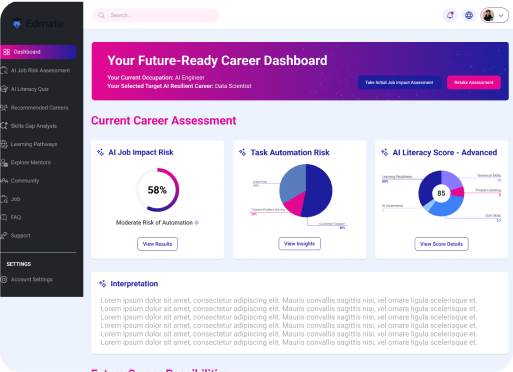 Edmate
Search...
Dashboard
AI Job Risk Assessment
AI Literacy Quiz
Recommended Careers
Skills Gap Analysis
Learning Pathways
Explore Mentors
Community
Job
FAQ
Support
SETTINGS
Account Settings
Your Future-Ready Career Dashboard
Your Current Occupation: AI Engineer
Your Selected Target AI Resilient Career: Data Scientist
Take Initial Job Impact Assessment
Retake Assessment
Current Career Assessment
AI Job Impact Risk
58%
Moderate Risk of Automation
View Results
Task Automation Risk
Creative Problem-Solving
Customer Support
View Insights
AI Literacy Score - Advanced
Learning Readiness
Technical Skills
Problem-Solving
AI Awareness
Soft Skills
85
View Score Details
Interpretation
Lorem ipsum dolor sit amet, consectetur adipiscing elit. Mauris convallis sagittis nisi, vel ornare ligula scelerisque et.
Lorem ipsum dolor sit amet, consectetur adipiscing elit. Mauris convallis sagittis nisi, vel ornare ligula scelerisque et.
Lorem ipsum dolor sit amet, consectetur adipiscing elit. Mauris convallis sagittis nisi, vel ornare ligula scelerisque et.
Lorem ipsum dolor sit amet, consectetur adipiscing elit. Mauris convallis sagittis nisi, vel ornare ligula scelerisque et.
Lorem ipsum dolor sit amet, consectetur adipiscing elit. Mauris convallis sagittis nisi, vel ornare ligula scelerisque et.